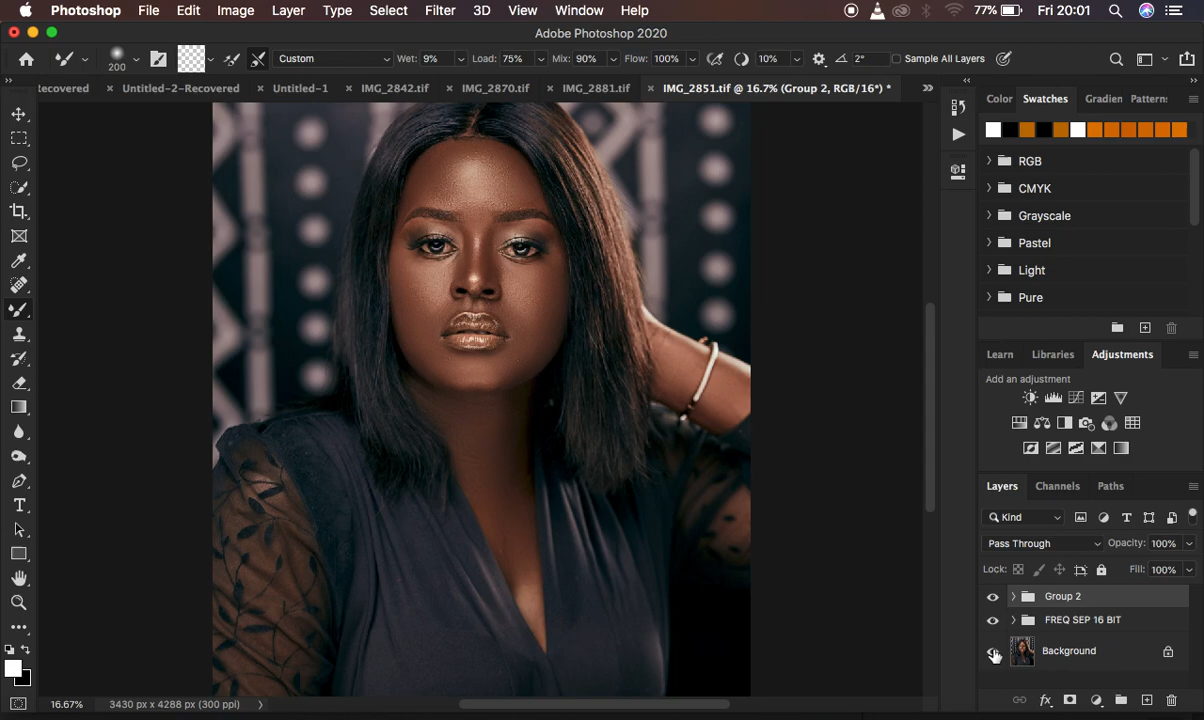 Photoshop File Edit Image Layer Type Select Filter 3D View Window Help 77% Fri 20:01
Adobe Photoshop 2020
200 Custom Wet: 9% Load: 75% Mix: 90% Flow: 100% 10% 2° Sample All Layers
Recovered Untitled-2-Recovered Untitled-1 IMG_2842.tif IMG_2870.tif IMG_2881.tif IMG_2851.tif @ 16.7% (Group 2, RGB/16*) *
Color Swatches Gradien Pattern
RGB
CMYK
Grayscale
Pastel
Light
Pure
Learn Libraries Adjustments
Add an adjustment
Layers Channels Paths
Kind
Pass Through Opacity: 100%
Lock: Fill: 100%
Group 2
FREQ SEP 16 BIT
Background
16.67% 3430 px x 4288 px (300 ppi)